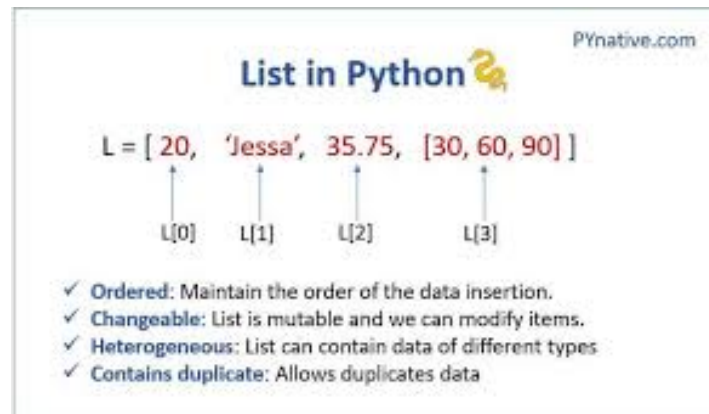 PYnative.com
List in Python
L = [ 20, ‘Jessa’, 35.75, [30, 60, 90] ]
L[0] L[1] L[2] L[3]
✓ Ordered: Maintain the order of the data insertion.
✓ Changeable: List is mutable and we can modify items.
✓ Heterogeneous: List can contain data of different types
✓ Contains duplicate: Allows duplicates data